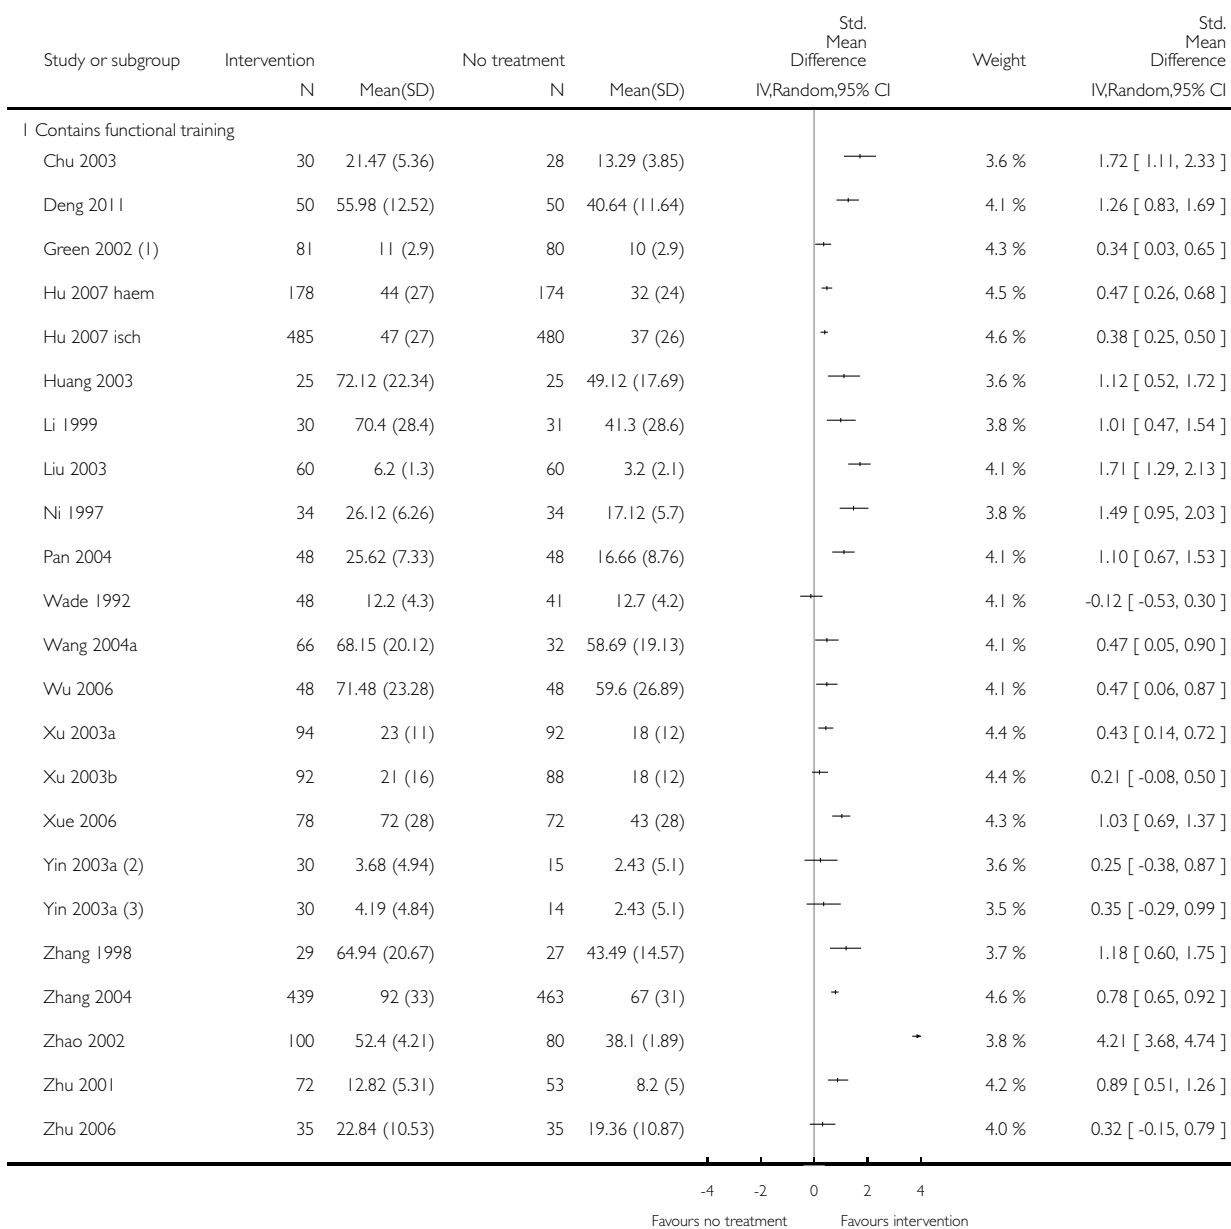 Std.
Mean
Difference
Std.
Mean
Difference
Study or subgroup Intervention No treatment Weight
N Mean(SD) N Mean(SD) IV,Random,95% CI IV,Random,95% CI
1 Contains functional training
Chu 2003 30 21.47 (5.36) 28 13.29 (3.85) 3.6 % 1.72 [ 1.11, 2.33 ]
Deng 2011 50 55.98 (12.52) 50 40.64 (11.64) 4.1 % 1.26 [ 0.83, 1.69 ]
Green 2002 (1) 81 11 (2.9) 80 10 (2.9) 4.3 % 0.34 [ 0.03, 0.65 ]
Hu 2007 haem 178 44 (27) 174 32 (24) 4.5 % 0.47 [ 0.26, 0.68 ]
Hu 2007 isch 485 47 (27) 480 37 (26) 4.6 % 0.38 [ 0.25, 0.50 ]
Huang 2003 25 72.12 (22.34) 25 49.12 (17.69) 3.6 % 1.12 [ 0.52, 1.72 ]
Li 1999 30 70.4 (28.4) 31 41.3 (28.6) 3.8 % 1.01 [ 0.47, 1.54 ]
Liu 2003 60 6.2 (1.3) 60 3.2 (2.1) 4.1 % 1.71 [ 1.29, 2.13 ]
Ni 1997 34 26.12 (6.26) 34 17.12 (5.7) 3.8 % 1.49 [ 0.95, 2.03 ]
Pan 2004 48 25.62 (7.33) 48 16.66 (8.76) 4.1 % 1.10 [ 0.67, 1.53 ]
Wade 1992 48 12.2 (4.3) 41 12.7 (4.2) 4.1 % -0.12 [ -0.53, 0.30 ]
Wang 2004a 66 68.15 (20.12) 32 58.69 (19.13) 4.1 % 0.47 [ 0.05, 0.90 ]
Wu 2006 48 71.48 (23.28) 48 59.6 (26.89) 4.1 % 0.47 [ 0.06, 0.87 ]
Xu 2003a 94 23 (11) 92 18 (12) 4.4 % 0.43 [ 0.14, 0.72 ]
Xu 2003b 92 21 (16) 88 18 (12) 4.4 % 0.21 [ -0.08, 0.50 ]
Xue 2006 78 72 (28) 72 43 (28) 4.3 % 1.03 [ 0.69, 1.37 ]
Yin 2003a (2) 30 3.68 (4.94) 15 2.43 (5.1) 3.6 % 0.25 [ -0.38, 0.87 ]
Yin 2003a (3) 30 4.19 (4.84) 14 2.43 (5.1) 3.5 % 0.35 [ -0.29, 0.99 ]
Zhang 1998 29 64.94 (20.67) 27 43.49 (14.57) 3.7 % 1.18 [ 0.60, 1.75 ]
Zhang 2004 439 92 (33) 463 67 (31) 4.6 % 0.78 [ 0.65, 0.92 ]
Zhao 2002 100 52.4 (4.21) 80 38.1 (1.89) 3.8 % 4.21 [ 3.68, 4.74 ]
Zhu 2001 72 12.82 (5.31) 53 8.2 (5) 4.2 % 0.89 [ 0.51, 1.26 ]
Zhu 2006 35 22.84 (10.53) 35 19.36 (10.87) 4.0 % 0.32 [ -0.15, 0.79 ]
-4 -2 0 2 4
Favours no treatment Favours intervention